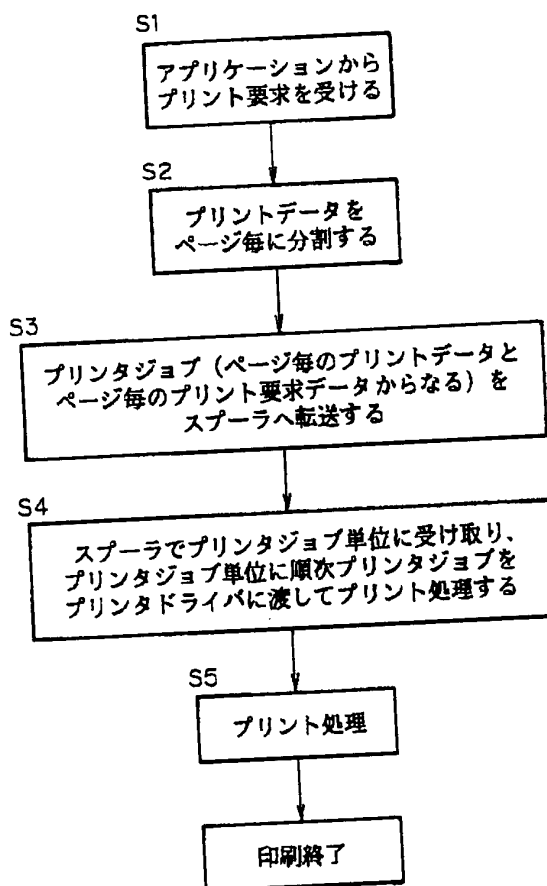 S1
アプリケーションから
プリント要求を受ける
S2
プリントデータを
ページ毎に分割する
S3
プリンタジョブ（ページ毎のプリントデータと
ページ毎のプリント要求データからなる）を
スプーラへ転送する
S4
スプーラでプリンタジョブ単位に受け取り、
プリンタジョブ単位に順次プリンタジョブを
プリンタドライバに渡してプリント処理する
S5
プリント処理
印刷終了